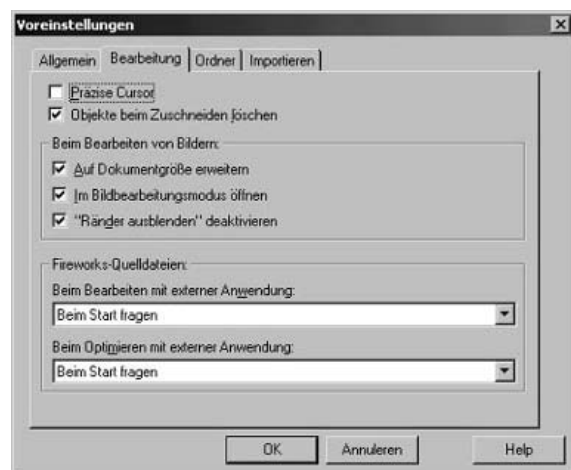 Voreinstellungen
Allgemein Bearbeitung Ordner Importieren
Präzise Cursor
Objekte beim Zuschneiden löschen
Beim Bearbeiten von Bildern:
Auf Dokumentgröße erweitern
Im Bildbearbeitungsmodus öffnen
"Ränder ausblenden" deaktivieren
Fireworks-Quelldateien:
Beim Bearbeiten mit externer Anwendung:
Beim Start fragen
Beim Optimieren mit externer Anwendung:
Beim Start fragen
OK Annuleren Help